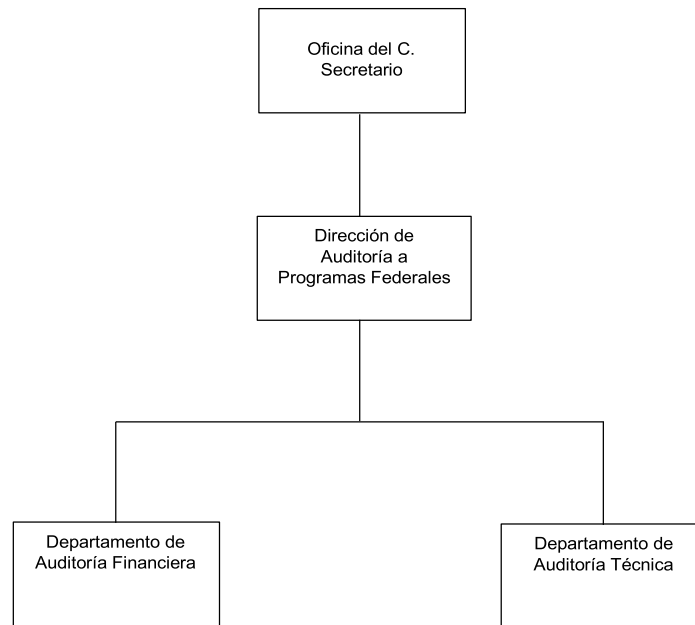 Oficina del C.
Secretario
Dirección de
Auditoría a
Programas Federales
Departamento de
Auditoría Financiera
Departamento de
Auditoría Técnica